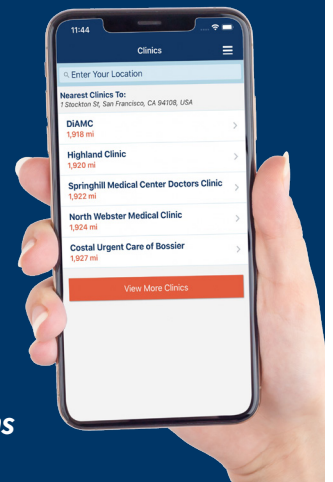 11:44
Clinics
Enter Your Location
Nearest Clinics To:
1 Stockton St, San Francisco, CA 94108, USA
DiAMC
1,918 mi
Highland Clinic
1,920 mi
Springhill Medical Center Doctors Clinic
1,922 mi
North Webster Medical Clinic
1,924 mi
Costal Urgent Care of Bossier
1,927 mi
View More Clinics